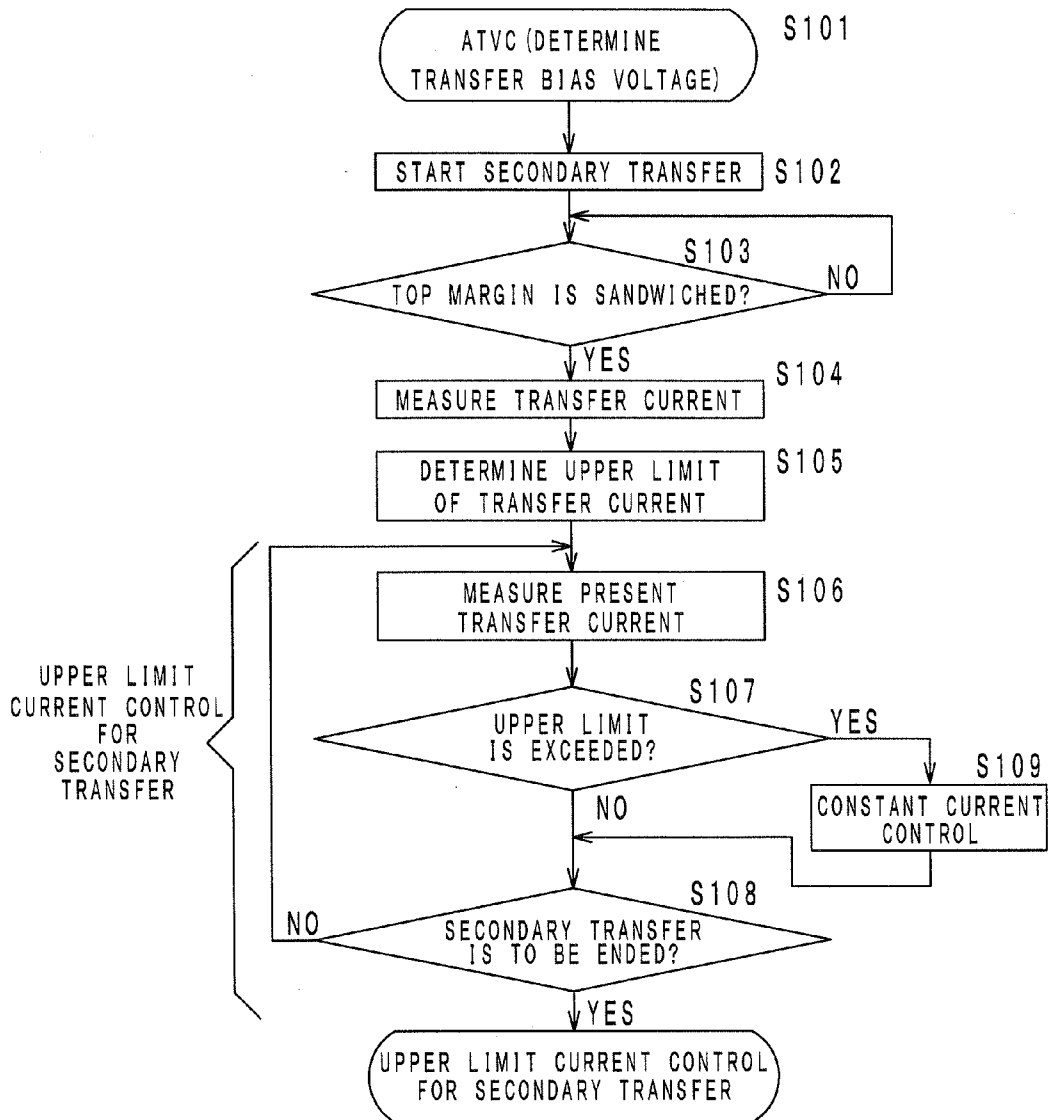 ATVC (DETERMINE
TRANSFER BIAS VOLTAGE)
S101
START SECONDARY TRANSFER
S102
S103
TOP MARGIN IS SANDWICHED?
NO
YES
S104
MEASURE TRANSFER CURRENT
S105
DETERMINE UPPER LIMIT
OF TRANSFER CURRENT
MEASURE PRESENT
TRANSFER CURRENT
S106
UPPER LIMIT
CURRENT CONTROL
FOR
SECONDARY
TRANSFER
S107
UPPER LIMIT
IS EXCEEDED?
YES
NO
S109
CONSTANT CURRENT
CONTROL
S108
SECONDARY TRANSFER
IS TO BE ENDED?
NO
YES
UPPER LIMIT CURRENT CONTROL
FOR SECONDARY TRANSFER